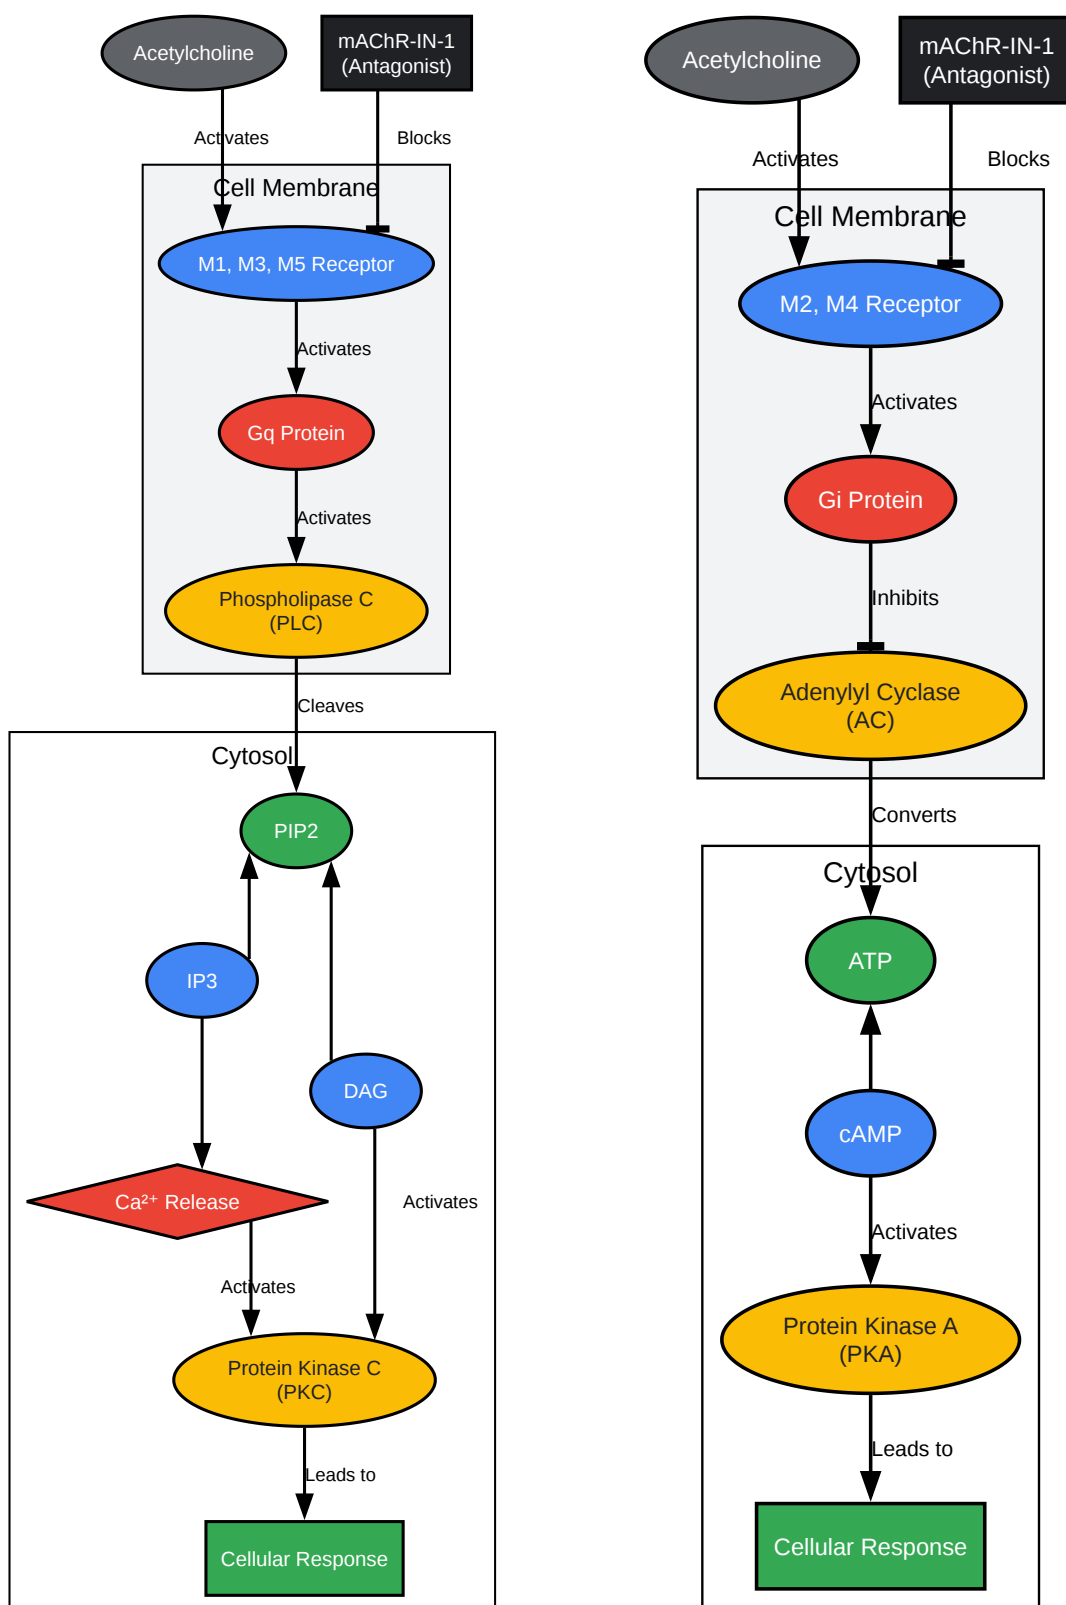 Acetylcholine
mAChR-IN-1
(Antagonist)
Activates
Blocks
Cell Membrane
M1, M3, M5 Receptor
Activates
Gq Protein
Activates
Phospholipase C
(PLC)
Cleaves
Cytosol
PIP2
IP3
DAG
Ca²⁺ Release
Activates
Activates
Protein Kinase C
(PKC)
Leads to
Cellular Response
Acetylcholine
mAChR-IN-1
(Antagonist)
Activates
Blocks
Cell Membrane
M2, M4 Receptor
Activates
Gi Protein
Inhibits
Adenylyl Cyclase
(AC)
Converts
Cytosol
ATP
cAMP
Activates
Protein Kinase A
(PKA)
Leads to
Cellular Response